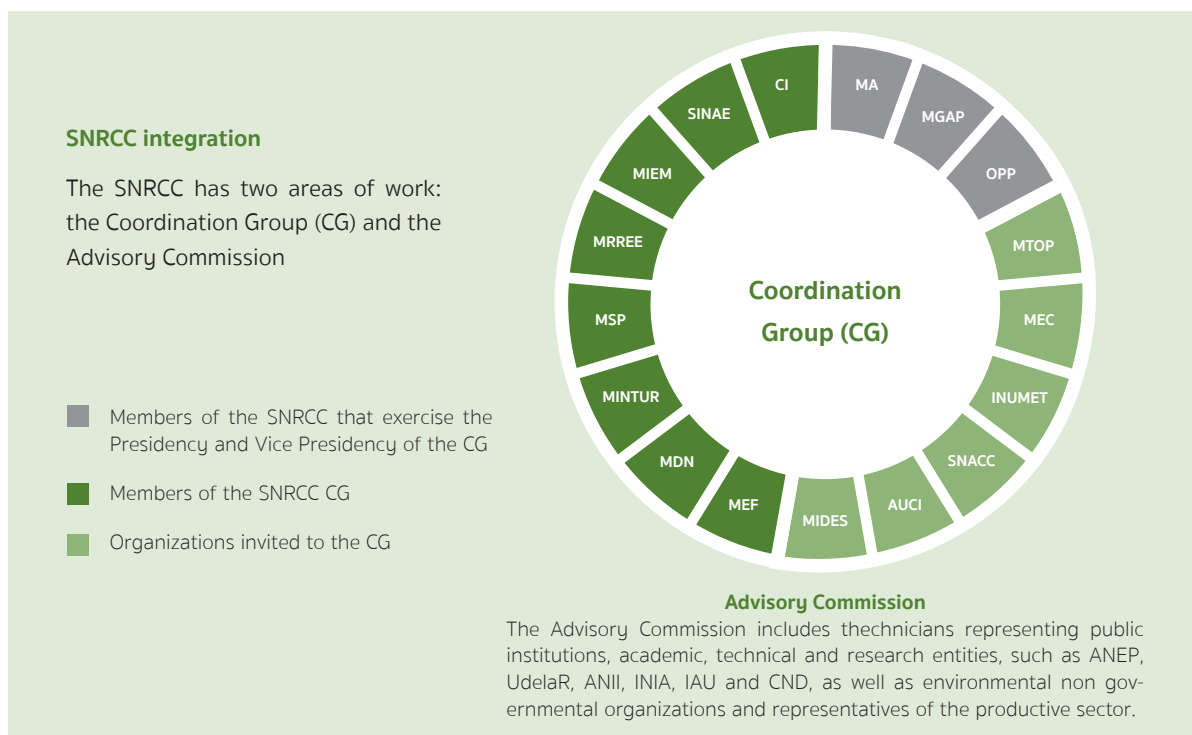 SNRCC integration
The SNRCC has two areas of work:
the Coordination Group (CG) and the
Advisory Commission
Members of the SNRCC that exercise the
Presidency and Vice Presidency of the CG
Members of the SNRCC CG
Organizations invited to the CG
CI
MA
MGAP
OPP
MTOP
MEC
INUMET
SNACC
AUCI
MIDES
MEF
MDN
MINTUR
MSP
MRREE
MIEM
SINAE
Coordination
Group (CG)
Advisory Commission
The Advisory Commission includes thechnicians representing public
institutions, academic, technical and research entities, such as ANEP,
UdelaR, ANII, INIA, IAU and CND, as well as environmental non gov-
ernmental organizations and representatives of the productive sector.